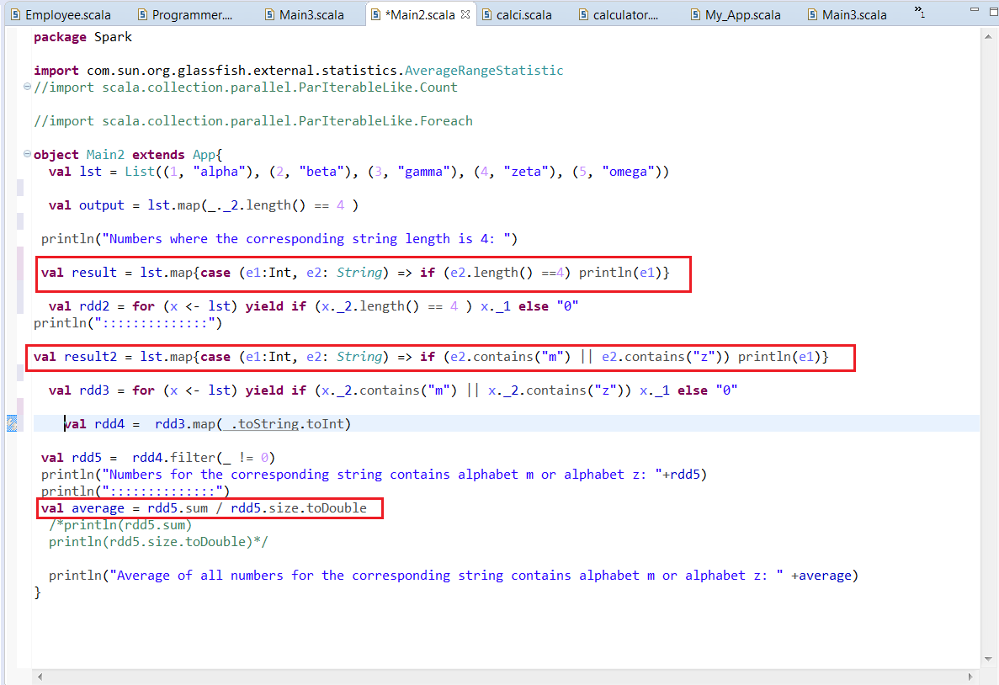 Employee.scala Programmer.... Main3.scala *Main2.scala calci.scala calculator.... My_App.scala Main3.scala »1
package Spark
import com.sun.org.glassfish.external.statistics.AverageRangeStatistic
//import scala.collection.parallel.ParIterableLike.Count
//import scala.collection.parallel.ParIterableLike.Foreach
object Main2 extends App{
val lst = List((1, "alpha"), (2, "beta"), (3, "gamma"), (4, "zeta"), (5, "omega"))
val output = lst.map(_._2.length() == 4 )
println("Numbers where the corresponding string length is 4: ")
val result = lst.map{case (e1:Int, e2: String) => if (e2.length() ==4) println(e1)}
val rdd2 = for (x <- lst) yield if (x._2.length() == 4 ) x._1 else "0"
println("::::::::::::::")
val result2 = lst.map{case (e1:Int, e2: String) => if (e2.contains("m") || e2.contains("z")) println(e1)}
val rdd3 = for (x <- lst) yield if (x._2.contains("m") || x._2.contains("z")) x._1 else "0"
val rdd4 =  rdd3.map(_.toString.toInt)
val rdd5 =  rdd4.filter(_ != 0)
println("Numbers for the corresponding string contains alphabet m or alphabet z: "+rdd5)
println("::::::::::::::")
val average = rdd5.sum / rdd5.size.toDouble
/*println(rdd5.sum)
println(rdd5.size.toDouble)*/
println("Average of all numbers for the corresponding string contains alphabet m or alphabet z: " +average)
}